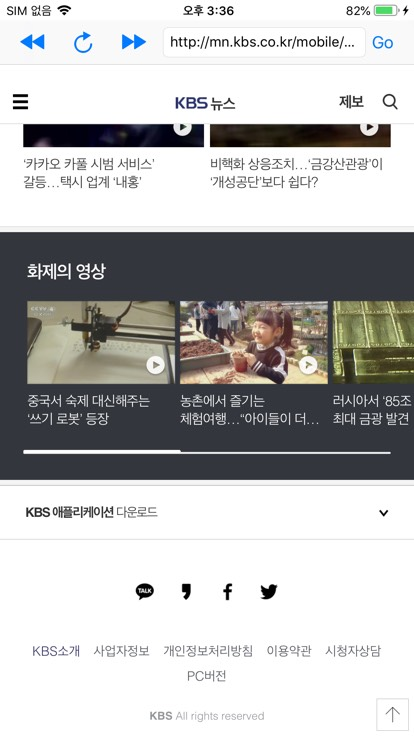 SIM 없음 오후 3:36 82%
http://mn.kbs.co.kr/mobile/... Go
KBS 뉴스 제보
‘카카오 카풀 시범 서비스’
갈등…택시 업계 ‘내홍’
비핵화 상응조치…‘금강산관광’이
‘개성공단’보다 쉽다?
화제의 영상
중국서 숙제 대신해주는
‘쓰기 로봇’ 등장
농촌에서 즐기는
체험여행…“아이들이 더…
러시아서 ‘85조
최대 금광 발견
KBS 애플리케이션 다운로드
TALK
KBS소개 사업자정보 개인정보처리방침 이용약관 시청자상담
PC버전
KBS All rights reserved